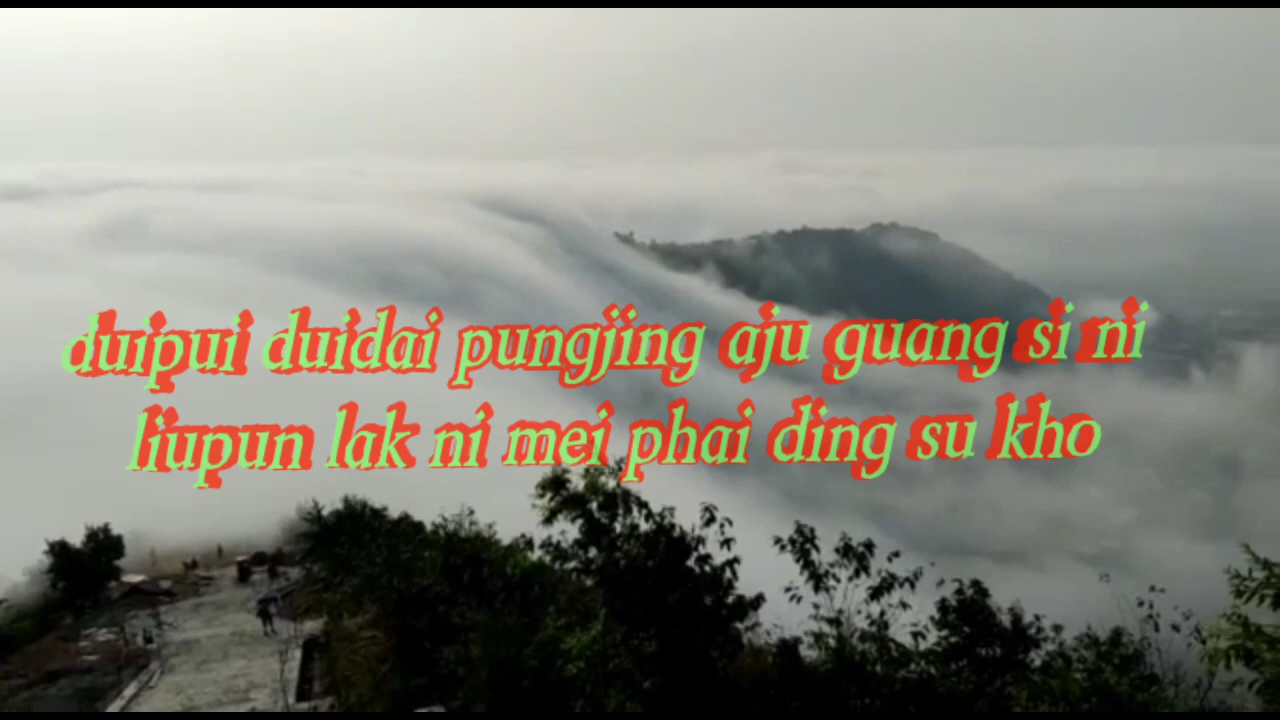 duipui duidai pungjing aju guang si ni
liupun lak ni mei phai ding su kho